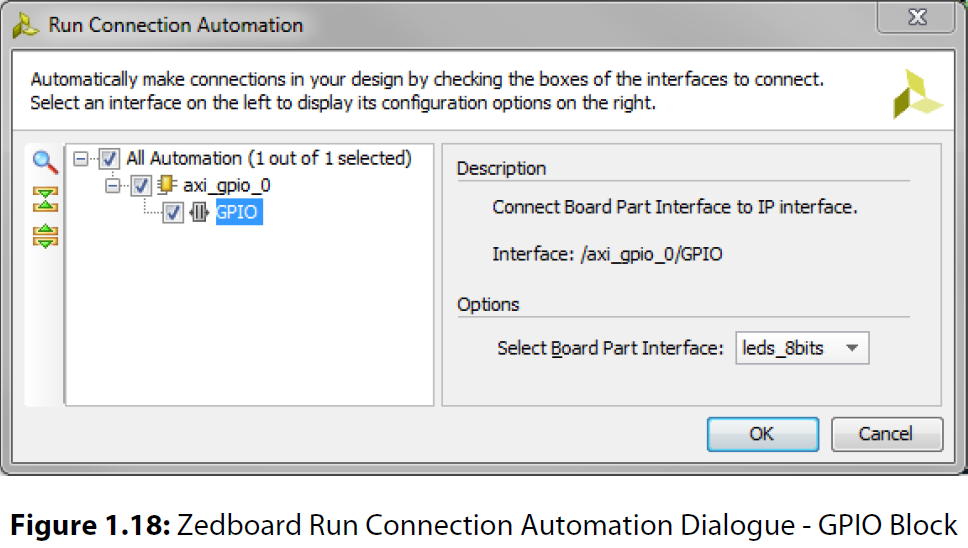 Run Connection Automation
Automatically make connections in your design by checking the boxes of the interfaces to connect.
Select an interface on the left to display its configuration options on the right.
All Automation (1 out of 1 selected)
axi_gpio_0
GPIO
Description
Connect Board Part Interface to IP interface.
Interface: /axi_gpio_0/GPIO
Options
Select Board Part Interface: leds_8bits
OK Cancel
Figure 1.18: Zedboard Run Connection Automation Dialogue - GPIO Block